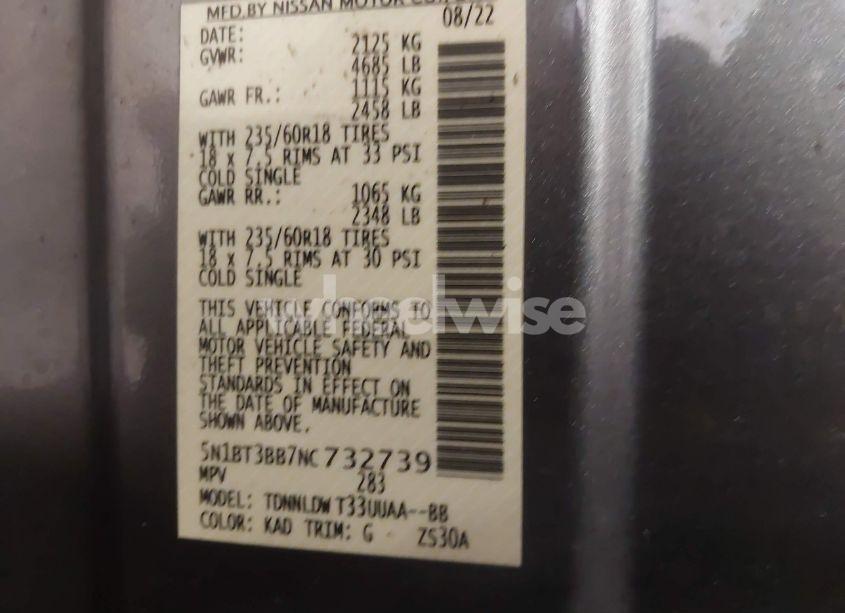 MFD.BY NISSAN MOTOR
DATE: 08/22
GVWR: 2125 KG
4685 LB
GAWR FR.: 1115 KG
2458 LB
WITH 235/60R18 TIRES
18 x 7.5 RIMS AT 33 PSI
COLD SINGLE
GAWR RR.: 1065 KG
2348 LB
WITH 235/60R18 TIRES
18 x 7.5 RIMS AT 30 PSI
COLD SINGLE
THIS VEHICLE CONFORMS TO
ALL APPLICABLE FEDERAL
MOTOR VEHICLE SAFETY AND
THEFT PREVENTION
STANDARDS IN EFFECT ON
THE DATE OF MANUFACTURE
SHOWN ABOVE.
5N1BT3BB7NC732739
MPV 283
MODEL: TDNNLDW T33UUAA--BB
COLOR: KAD TRIM: G ZS30A
wheelwise